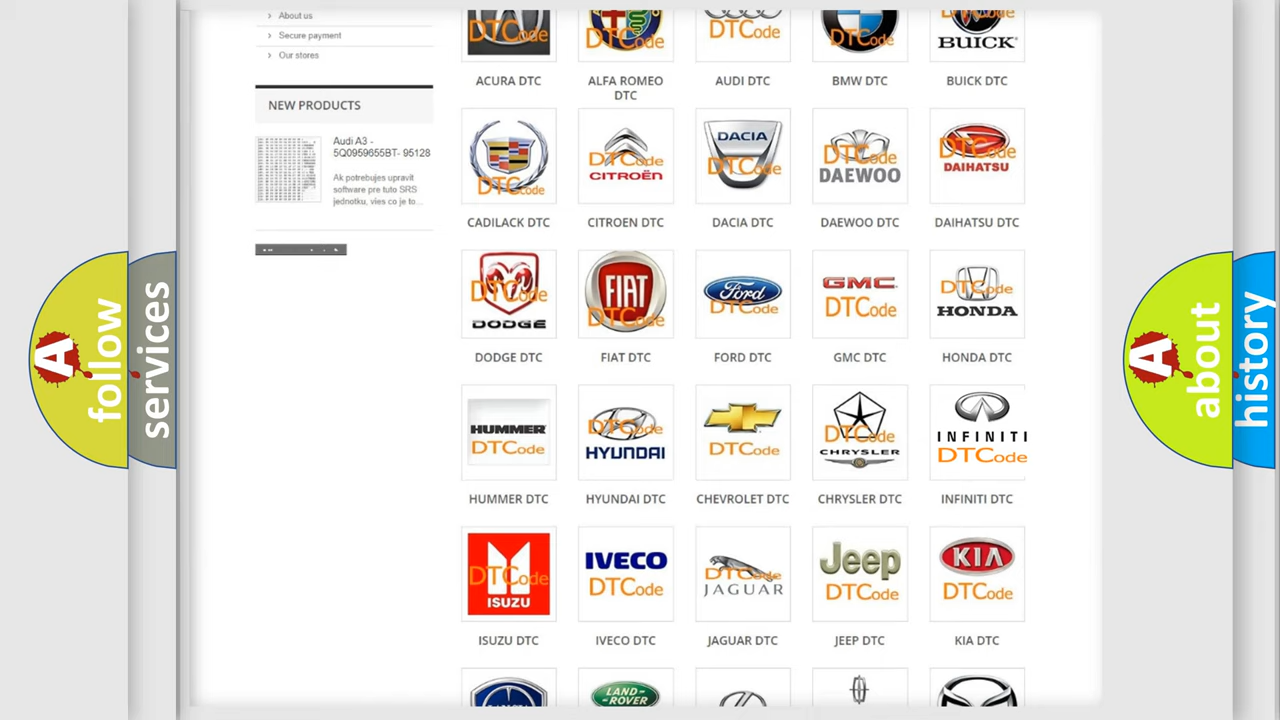 About us
Secure payment
Our stores
NEW PRODUCTS
Audi A3 -
5Q0959655BT- 95128
Ak potrebujes upravit
software pre tuto SRS
jednotku, vies co je to...
DTCode
DTCode
DTCode
DTCode
DTCode
BUICK
ACURA DTC
ALFA ROMEO
DTC
AUDI DTC
BMW DTC
BUICK DTC
DTCode
DTCode
CITROËN
DACIA
DTCode
DTCode
DAEWOO
DTCode
DAIHATSU
CADILACK DTC
CITROEN DTC
DACIA DTC
DAEWOO DTC
DAIHATSU DTC
DTCode
DODGE
FIAT
DTCode
Ford
DTCode
GMC
DTCode
DTCode
HONDA
DODGE DTC
FIAT DTC
FORD DTC
GMC DTC
HONDA DTC
HUMMER
DTCode
DTCode
HYUNDAI
DTCode
DTCode
CHRYSLER
INFINITI
DTCode
HUMMER DTC
HYUNDAI DTC
CHEVROLET DTC
CHRYSLER DTC
INFINITI DTC
DTCode
ISUZU
IVECO
DTCode
DTCode
JAGUAR
Jeep
DTCode
KIA
DTCode
ISUZU DTC
IVECO DTC
JAGUAR DTC
JEEP DTC
KIA DTC
LAND-
ROVER
A
follow
services
A
about
history